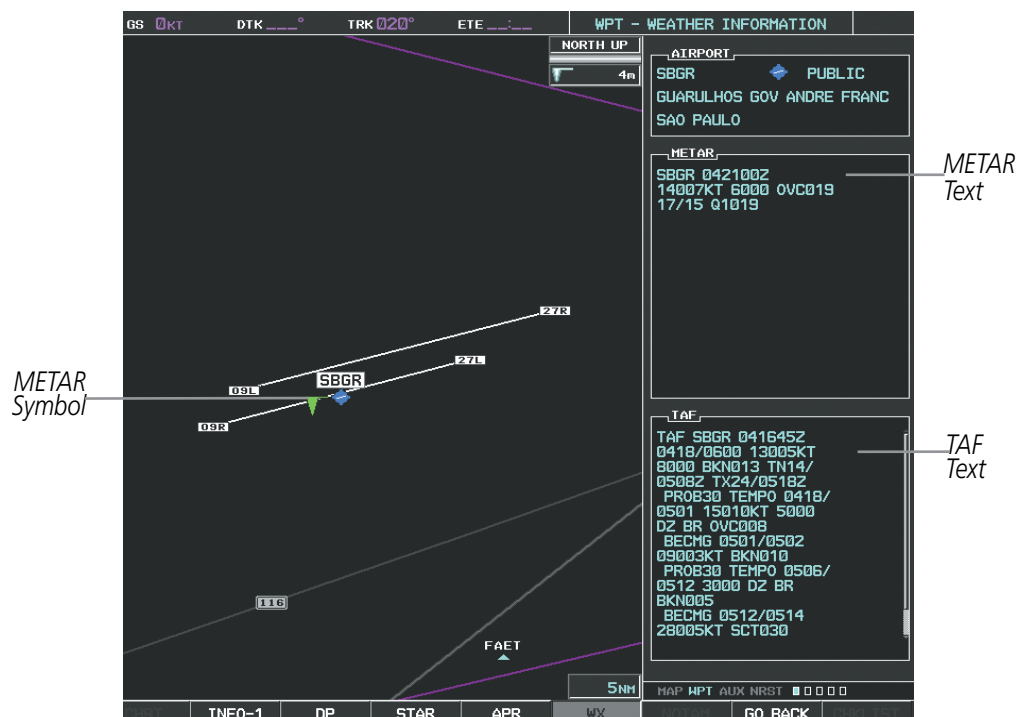 GS 0KT DTK ___° TRK 020° ETE __:__ WPT - WEATHER INFORMATION
NORTH UP
4m
AIRPORT
SBGR PUBLIC
GUARULHOS GOV ANDRE FRANC
SAO PAULO
METAR
SBGR 042100Z
14007KT 6000 OVC019
17/15 Q1019
METAR
Text
27R
27L
SBGR
09L
09R
METAR
Symbol
TAF
TAF SBGR 041645Z
0418/0600 13005KT
8000 BKN013 TN14/
0508Z TX24/0518Z
PROB30 TEMPO 0418/
0501 15010KT 5000
DZ BR OVC008
BECMG 0501/0502
09003KT BKN010
PROB30 TEMPO 0506/
0512 3000 DZ BR
BKN005
BECMG 0512/0514
28005KT SCT030
TAF
Text
116
FAET
5NM
MAP WPT AUX NRST
INFO-1 DP STAR APR WX NOTAM GO BACK CHKLIST